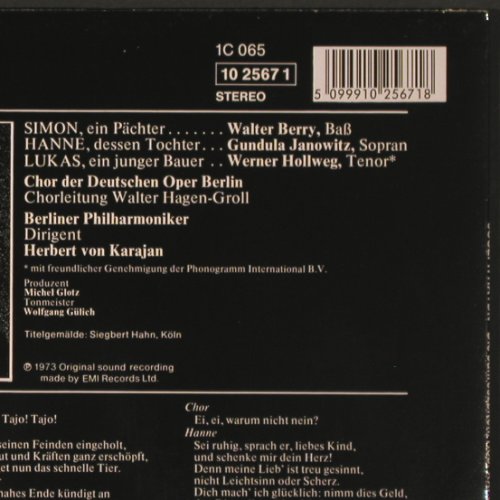 1C 065
10 2567 1
STEREO
5 099910 256718
SIMON, ein Pächter . . . . . . . Walter Berry, Baß
HANNE, dessen Tochter . . . Gundula Janowitz, Sopran
LUKAS, ein junger Bauer . . Werner Hollweg, Tenor*
Chor der Deutschen Oper Berlin
Chorleitung Walter Hagen-Groll
Berliner Philharmoniker
Dirigent
Herbert von Karajan
* mit freundlicher Genehmigung der Phonogram International B.V.
Produzent
Michel Glotz
Tonmeister
Wolfgang Gülich
Titelgemälde: Siegbert Hahn, Köln
℗ 1973 Original sound recording
made by EMI Records Ltd.
Tajo! Tajo!
seinen Feinden eingeholt,
ut und Kräften ganz erschöpft,
get nun das schnelle Tier.
nahes Ende kündigt an
Chor
Ei, ei, warum nicht nein?
Hanne
Sei ruhig, sprach er, liebes Kind,
und schenke mir dein Herz!
Denn meine Lieb' ist treu gesinnt,
nicht Leichtsinn oder Scherz.
Dich mach' ich glücklich: nimm dies Geld,